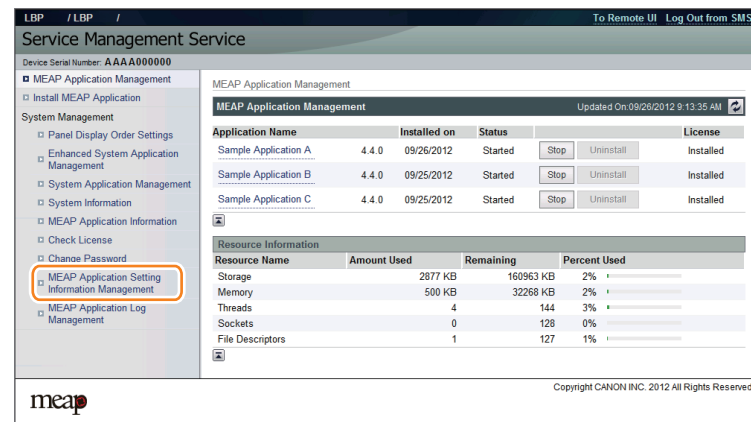 LBP / LBP /
To Remote UI Log Out from SMS
Service Management Service
Device Serial Number: AAAA000000
MEAP Application Management
Install MEAP Application
System Management
Panel Display Order Settings
Enhanced System Application
Management
System Application Management
System Information
MEAP Application Information
Check License
Change Password
MEAP Application Setting
Information Management
MEAP Application Log
Management
MEAP Application Management
MEAP Application Management Updated On:09/26/2012 9:13:35 AM
Application Name Installed on Status License
Sample Application A 4.4.0 09/26/2012 Started Stop Uninstall Installed
Sample Application B 4.4.0 09/25/2012 Started Stop Uninstall Installed
Sample Application C 4.4.0 09/25/2012 Started Stop Uninstall Installed
Resource Information
Resource Name Amount Used Remaining Percent Used
Storage 2877 KB 160963 KB 2%
Memory 500 KB 32268 KB 2%
Threads 4 144 3%
Sockets 0 128 0%
File Descriptors 1 127 1%
Copyright CANON INC. 2012 All Rights Reserved
meap